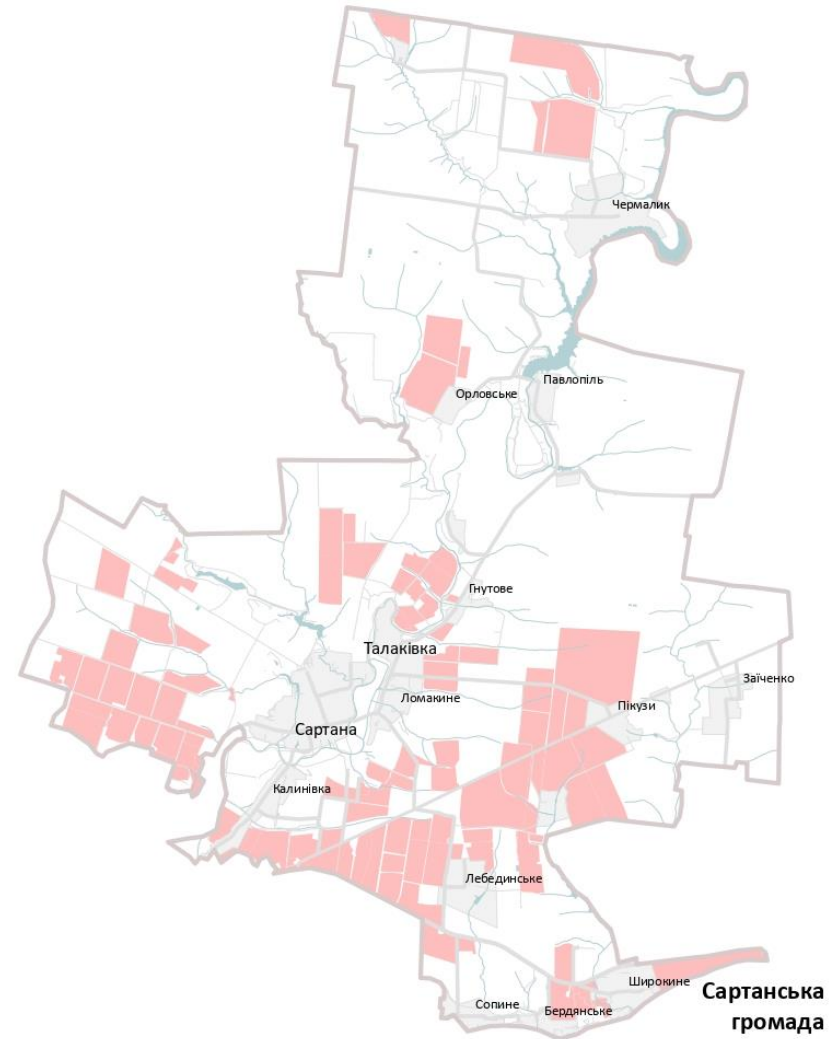 Чермалик
Павлопіль
Орловське
Гнутове
Талаківка
Заїченко
Ломакине
Пікузи
Сартана
Калинівка
Лебединське
Широкине
Сопине
Бердянське
Сартанська
громада